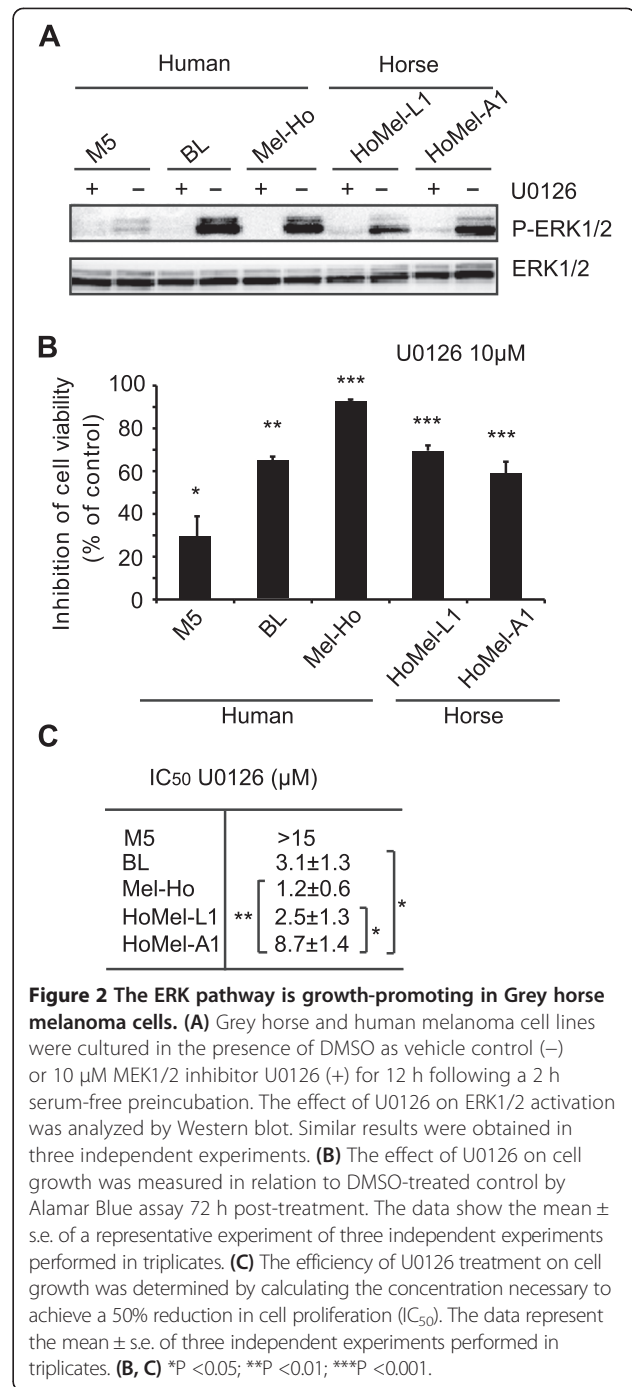 A
Human Horse
M5 BL Mel-Ho HoMel-L1 HoMel-A1
+ − + − + − + − + − U0126
P-ERK1/2
ERK1/2
B
U0126 10µM
Inhibition of cell viability
(% of control)
100
80
60
40
20
0
* ** *** *** ***
M5 BL Mel-Ho HoMel-L1 HoMel-A1
Human Horse
C
IC50 U0126 (µM)
M5 >15
BL 3.1±1.3
Mel-Ho 1.2±0.6
HoMel-L1 2.5±1.3
HoMel-A1 8.7±1.4
** * *
Figure 2 The ERK pathway is growth-promoting in Grey horse
melanoma cells. (A) Grey horse and human melanoma cell lines
were cultured in the presence of DMSO as vehicle control (−)
or 10 µM MEK1/2 inhibitor U0126 (+) for 12 h following a 2 h
serum-free preincubation. The effect of U0126 on ERK1/2 activation
was analyzed by Western blot. Similar results were obtained in
three independent experiments. (B) The effect of U0126 on cell
growth was measured in relation to DMSO-treated control by
Alamar Blue assay 72 h post-treatment. The data show the mean ±
s.e. of a representative experiment of three independent experiments
performed in triplicates. (C) The efficiency of U0126 treatment on cell
growth was determined by calculating the concentration necessary to
achieve a 50% reduction in cell proliferation (IC50). The data represent
the mean ± s.e. of three independent experiments performed in
triplicates. (B, C) *P <0.05; **P <0.01; ***P <0.001.